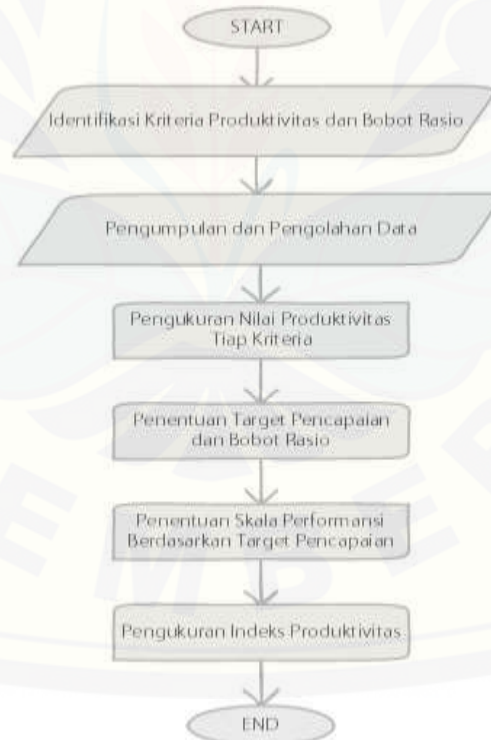 START
Identifikasi Kriteria Produktivitas dan Bobot Rasio
Pengumpulan dan Pengolahan Data
Pengukuran Nilai Produktivitas
Tiap Kriteria
Penentuan Target Pencapaian
dan Bobot Rasio
Penentuan Skala Performansi
Berdasarkan Target Pencapaian
Pengukuran Indeks Produktivitas
END